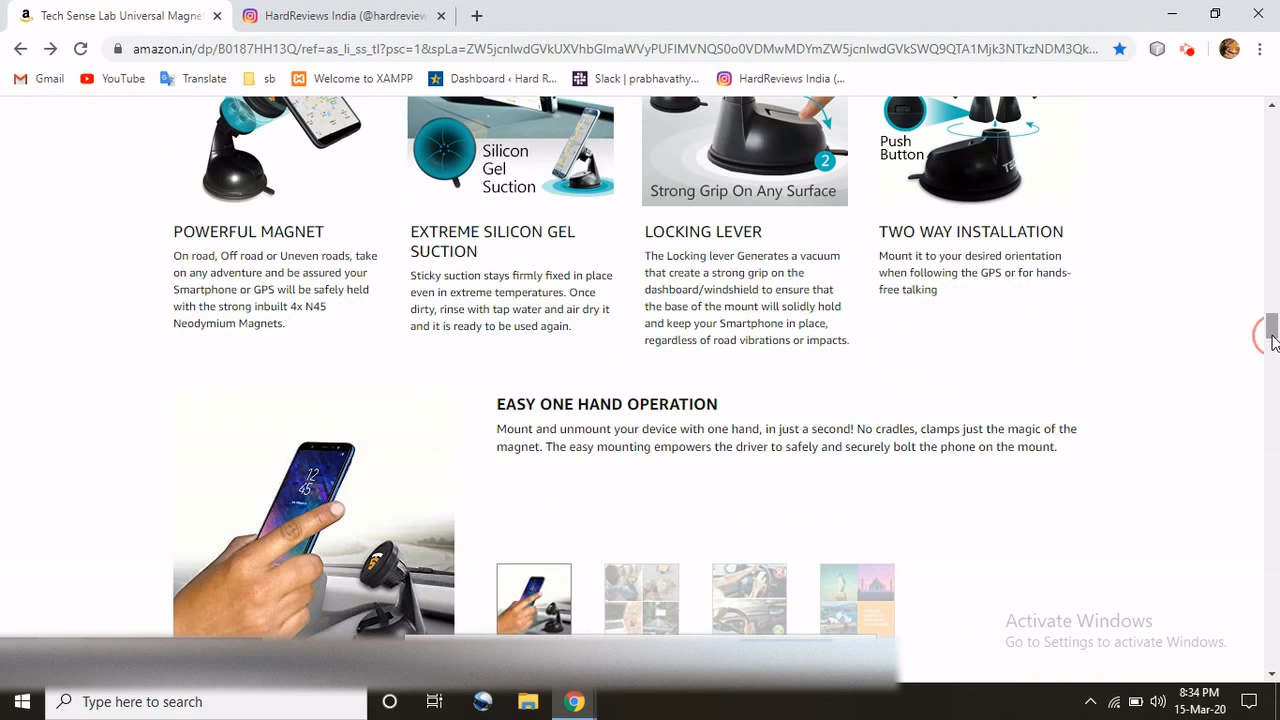 Tech Sense Lab Universal Magne
HardReviews India (@hardreview
amazon.in/dp/B0187HH13Q/ref=as_li_ss_tl?psc=1&spLa=ZW5jcnlwdGVkUXVhbGlmaWVyPUFIMVNQS0o0VDMwMDYmZW5jcnlwdGVkSWQ9QTA1Mjk3NTkzNDM3Qk...
Gmail
YouTube
Translate
sb
Welcome to XAMPP
Dashboard ‹ Hard R...
Slack | prabhavathy...
HardReviews India (...
Silicon
Gel
Suction
2
Strong Grip On Any Surface
Push
Button
POWERFUL MAGNET
On road, Off road or Uneven roads, take
on any adventure and be assured your
Smartphone or GPS will be safely held
with the strong inbuilt 4x N45
Neodymium Magnets.
EXTREME SILICON GEL
SUCTION
Sticky suction stays firmly fixed in place
even in extreme temperatures. Once
dirty, rinse with tap water and air dry it
and it is ready to be used again.
LOCKING LEVER
The Locking lever Generates a vacuum
that create a strong grip on the
dashboard/windshield to ensure that
the base of the mount will solidly hold
and keep your Smartphone in place,
regardless of road vibrations or impacts.
TWO WAY INSTALLATION
Mount it to your desired orientation
when following the GPS or for hands-
free talking
EASY ONE HAND OPERATION
Mount and unmount your device with one hand, in just a second! No cradles, clamps just the magic of the
magnet. The easy mounting empowers the driver to safely and securely bolt the phone on the mount.
12
45
Activate Windows
Go to Settings to activate Windows.
Type here to search
8:34 PM
15-Mar-20